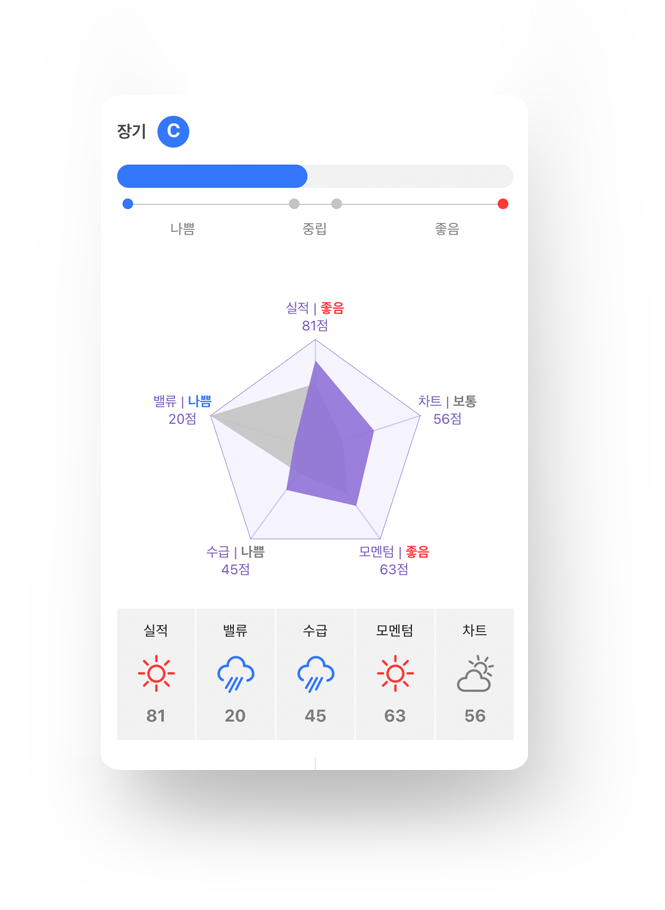 장기 C
나쁨 중립 좋음
실적 | 좋음
81점
밸류 | 나쁨
20점
차트 | 보통
56점
수급 | 나쁨
45점
모멘텀 | 좋음
63점
실적 밸류 수급 모멘텀 차트
81 20 45 63 56